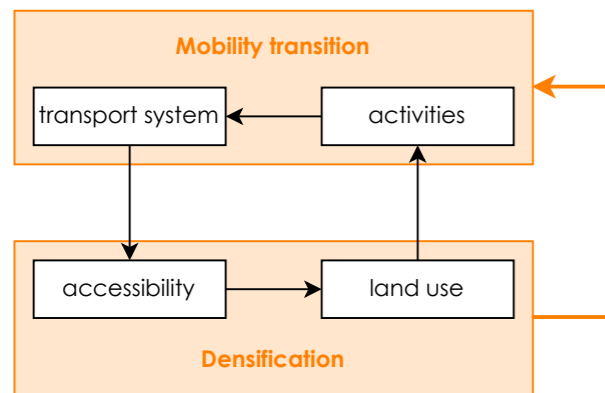 Mobility transition
transport system
activities
accessibility
land use
Densification